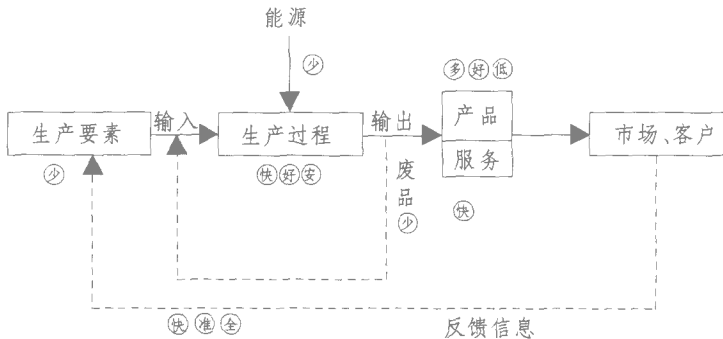 能源
少
多 好 低
生产要素
输入
生产过程
输出
产品
服务
市场、客户
少
快 好 安
废品
少
快
快 准 全
反馈信息